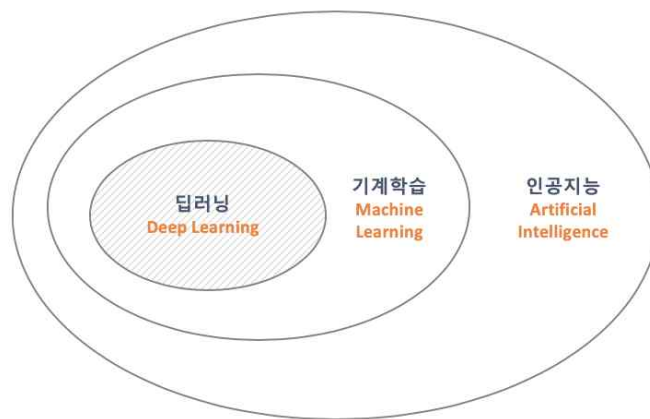 딥러닝
Deep Learning
기계학습
Machine
Learning
인공지능
Artificial
Intelligence